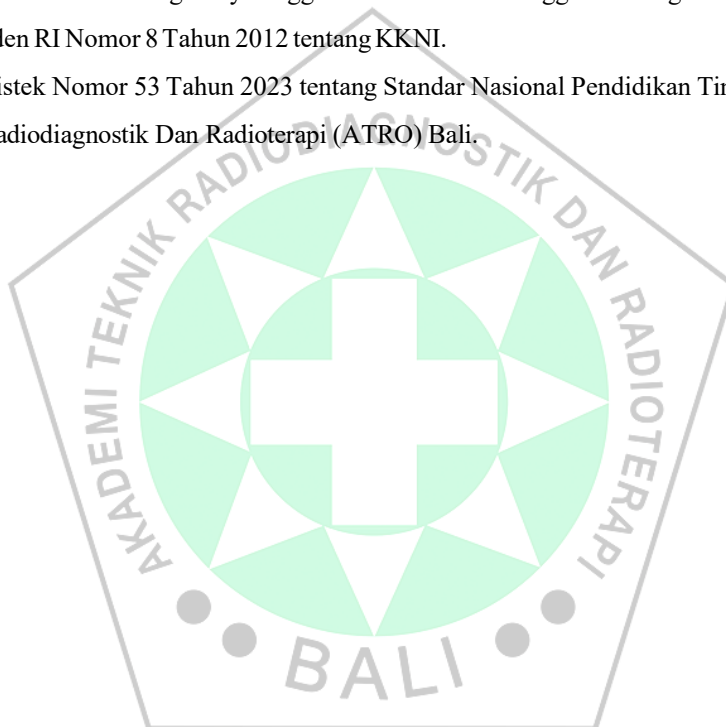 den RI Nomor 8 Tahun 2012 tentang KKNI.
istek Nomor 53 Tahun 2023 tentang Standar Nasional Pendidikan Tin
adiodiagnostik Dan Radioterapi (ATRO) Bali.
AKADEMI TEKNIK RADIODIAGNOSTIK DAN RADIOTERAPI
BALI